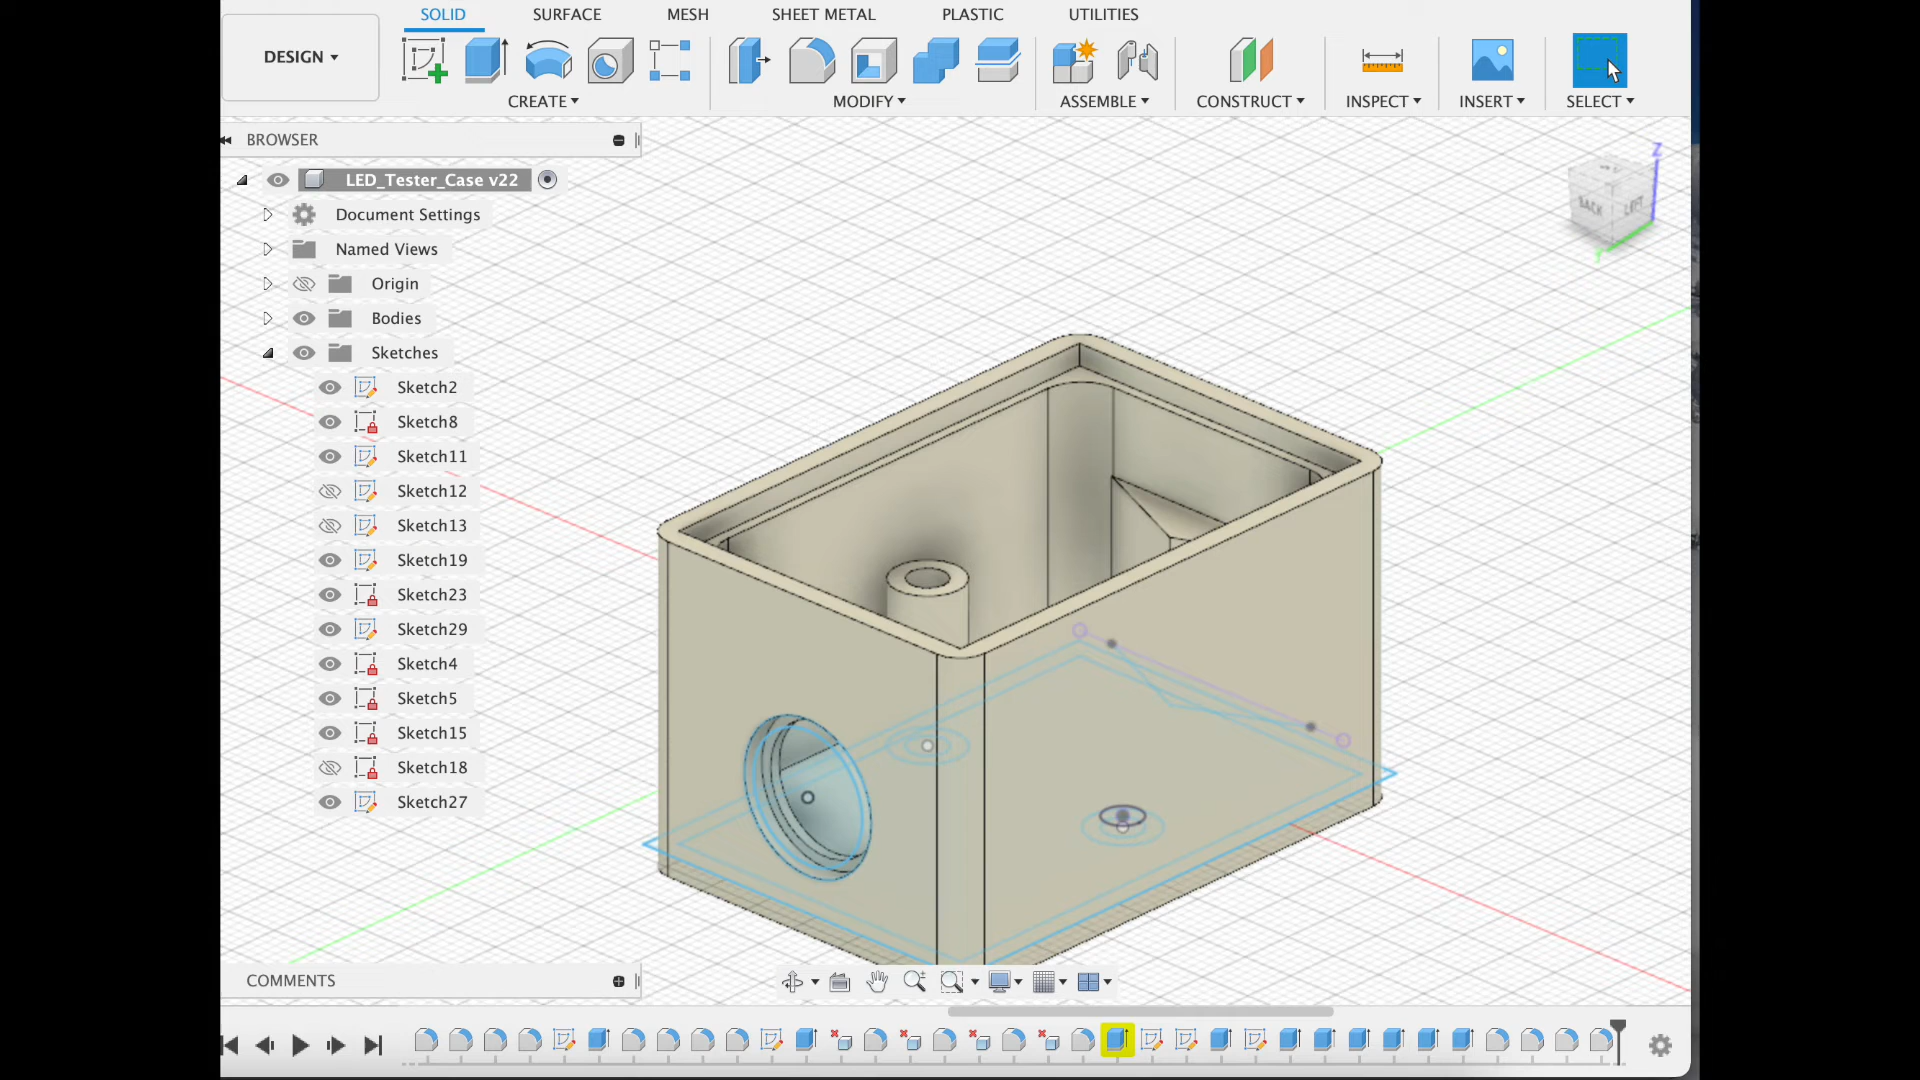 SOLID SURFACE MESH SHEET METAL PLASTIC UTILITIES
DESIGN
CREATE MODIFY ASSEMBLE CONSTRUCT INSPECT INSERT SELECT
BROWSER
LED_Tester_Case v22
Document Settings
Named Views
Origin
Bodies
Sketches
Sketch2
Sketch8
Sketch11
Sketch12
Sketch13
Sketch19
Sketch23
Sketch29
Sketch4
Sketch5
Sketch15
Sketch18
Sketch27
Z
BACK LEFT
Y
COMMENTS